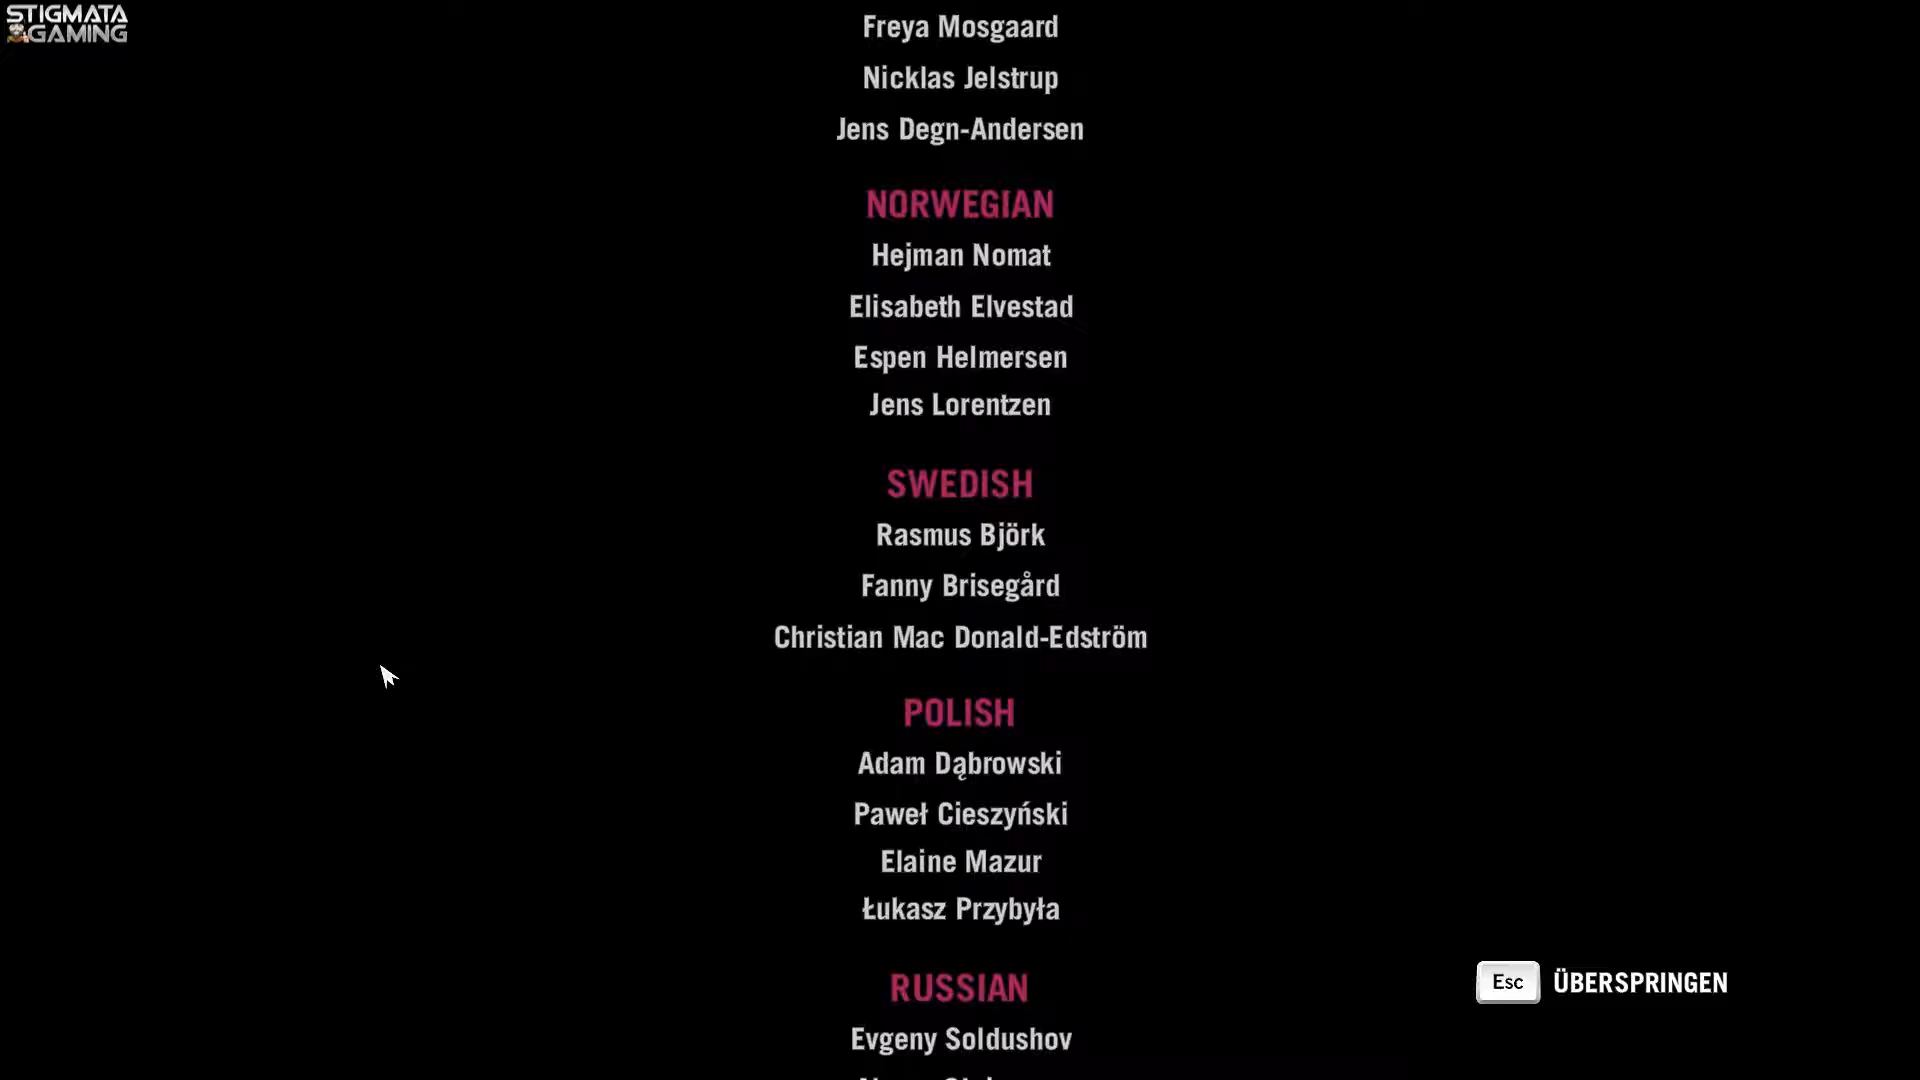 STIGMATA
GAMING
Freya Mosgaard
Nicklas Jelstrup
Jens Degn-Andersen
NORWEGIAN
Hejman Nomat
Elisabeth Elvestad
Espen Helmersen
Jens Lorentzen
SWEDISH
Rasmus Björk
Fanny Brisegård
Christian Mac Donald-Edström
POLISH
Adam Dąbrowski
Paweł Cieszyński
Elaine Mazur
Łukasz Przybyła
RUSSIAN
Evgeny Soldushov
Esc ÜBERSPRINGEN